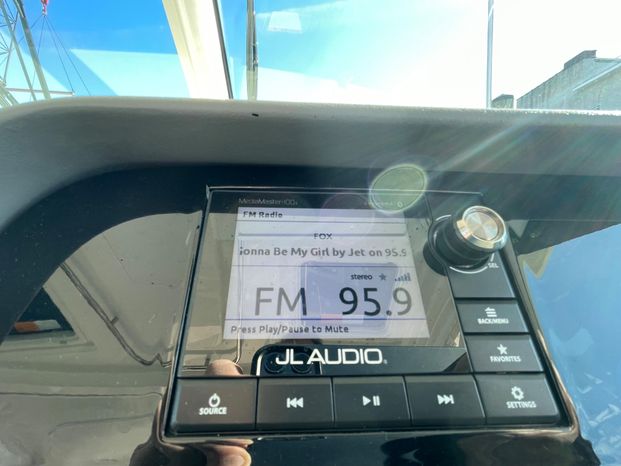 MediaMaster®100s
FM Radio
FOX
Gonna Be My Girl by Jet on 95.9
stereo
FM 95.9
Press Play/Pause to Mute
JL AUDIO®
SEL
BACK/MENU
FAVORITES
SOURCE
SETTINGS